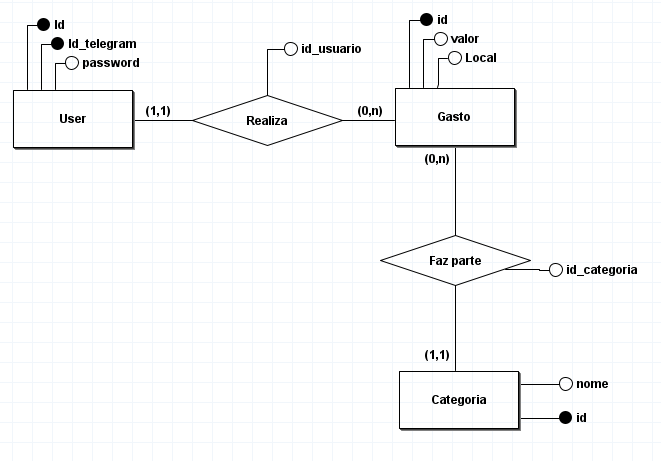 Id
Id_telegram
password
User
(1,1)
id_usuario
Realiza
(0,n)
id
valor
Local
Gasto
(0,n)
Faz parte
id_categoria
(1,1)
Categoria
nome
id